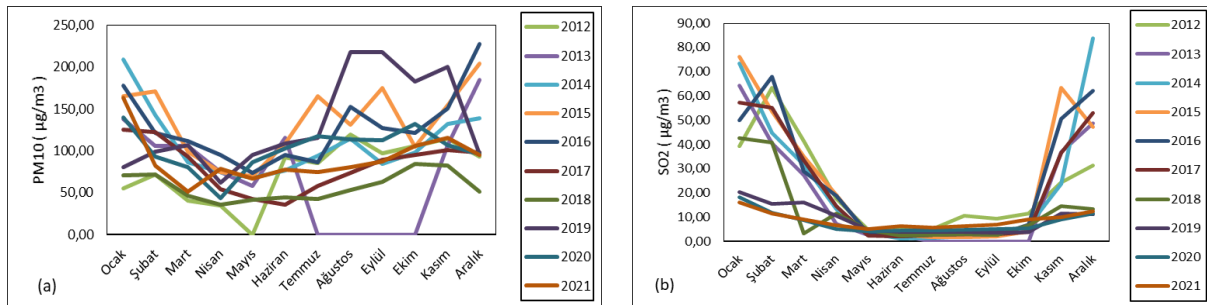 250,00
200,00
150,00
100,00
50,00
0,00
PM10 ( µg/m3 )
Ocak
Şubat
Mart
Nisan
Mayıs
Haziran
Temmuz
Ağustos
Eylül
Ekim
Kasım
Aralık
(a)
2012
2013
2014
2015
2016
2017
2018
2019
2020
2021
90,00
80,00
70,00
60,00
50,00
40,00
30,00
20,00
10,00
0,00
SO2 ( µg/m3 )
Ocak
Şubat
Mart
Nisan
Mayıs
Haziran
Temmuz
Ağustos
Eylül
Ekim
Kasım
Aralık
(b)
2012
2013
2014
2015
2016
2017
2018
2019
2020
2021